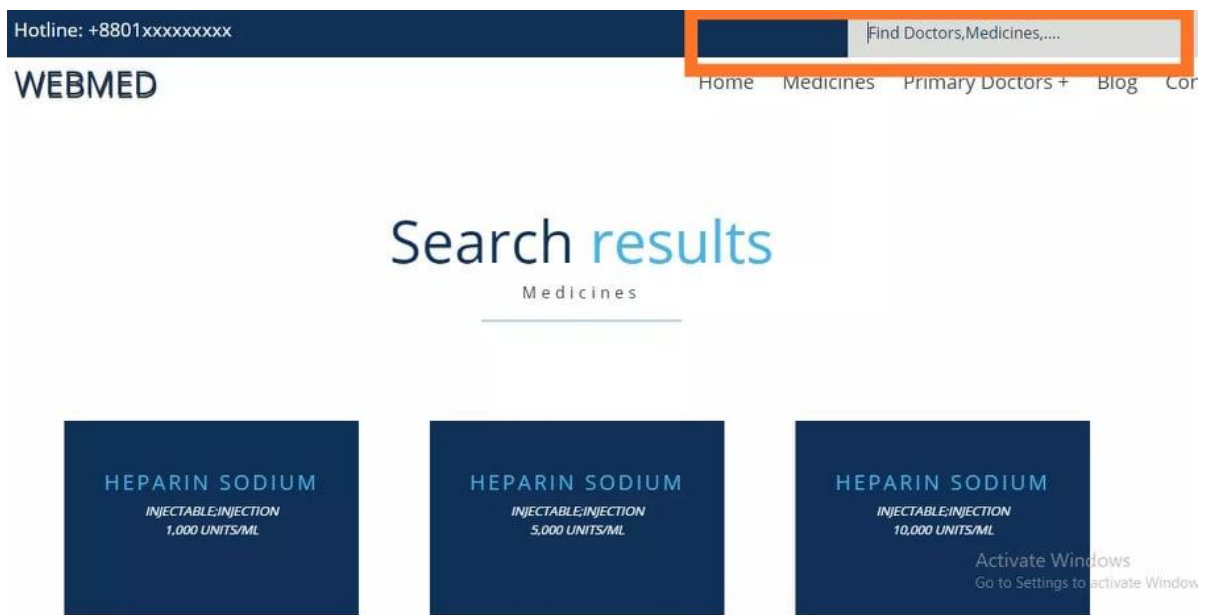 Hotline: +8801xxxxxxxxx
Find Doctors,Medicines,....
WEBMED
Home Medicines Primary Doctors + Blog Cor
Search results
Medicines
HEPARIN SODIUM
INJECTABLE;INJECTION
1,000 UNITS/ML
HEPARIN SODIUM
INJECTABLE;INJECTION
5,000 UNITS/ML
HEPARIN SODIUM
INJECTABLE;INJECTION
10,000 UNITS/ML
Activate Windows
Go to Settings to activate Window